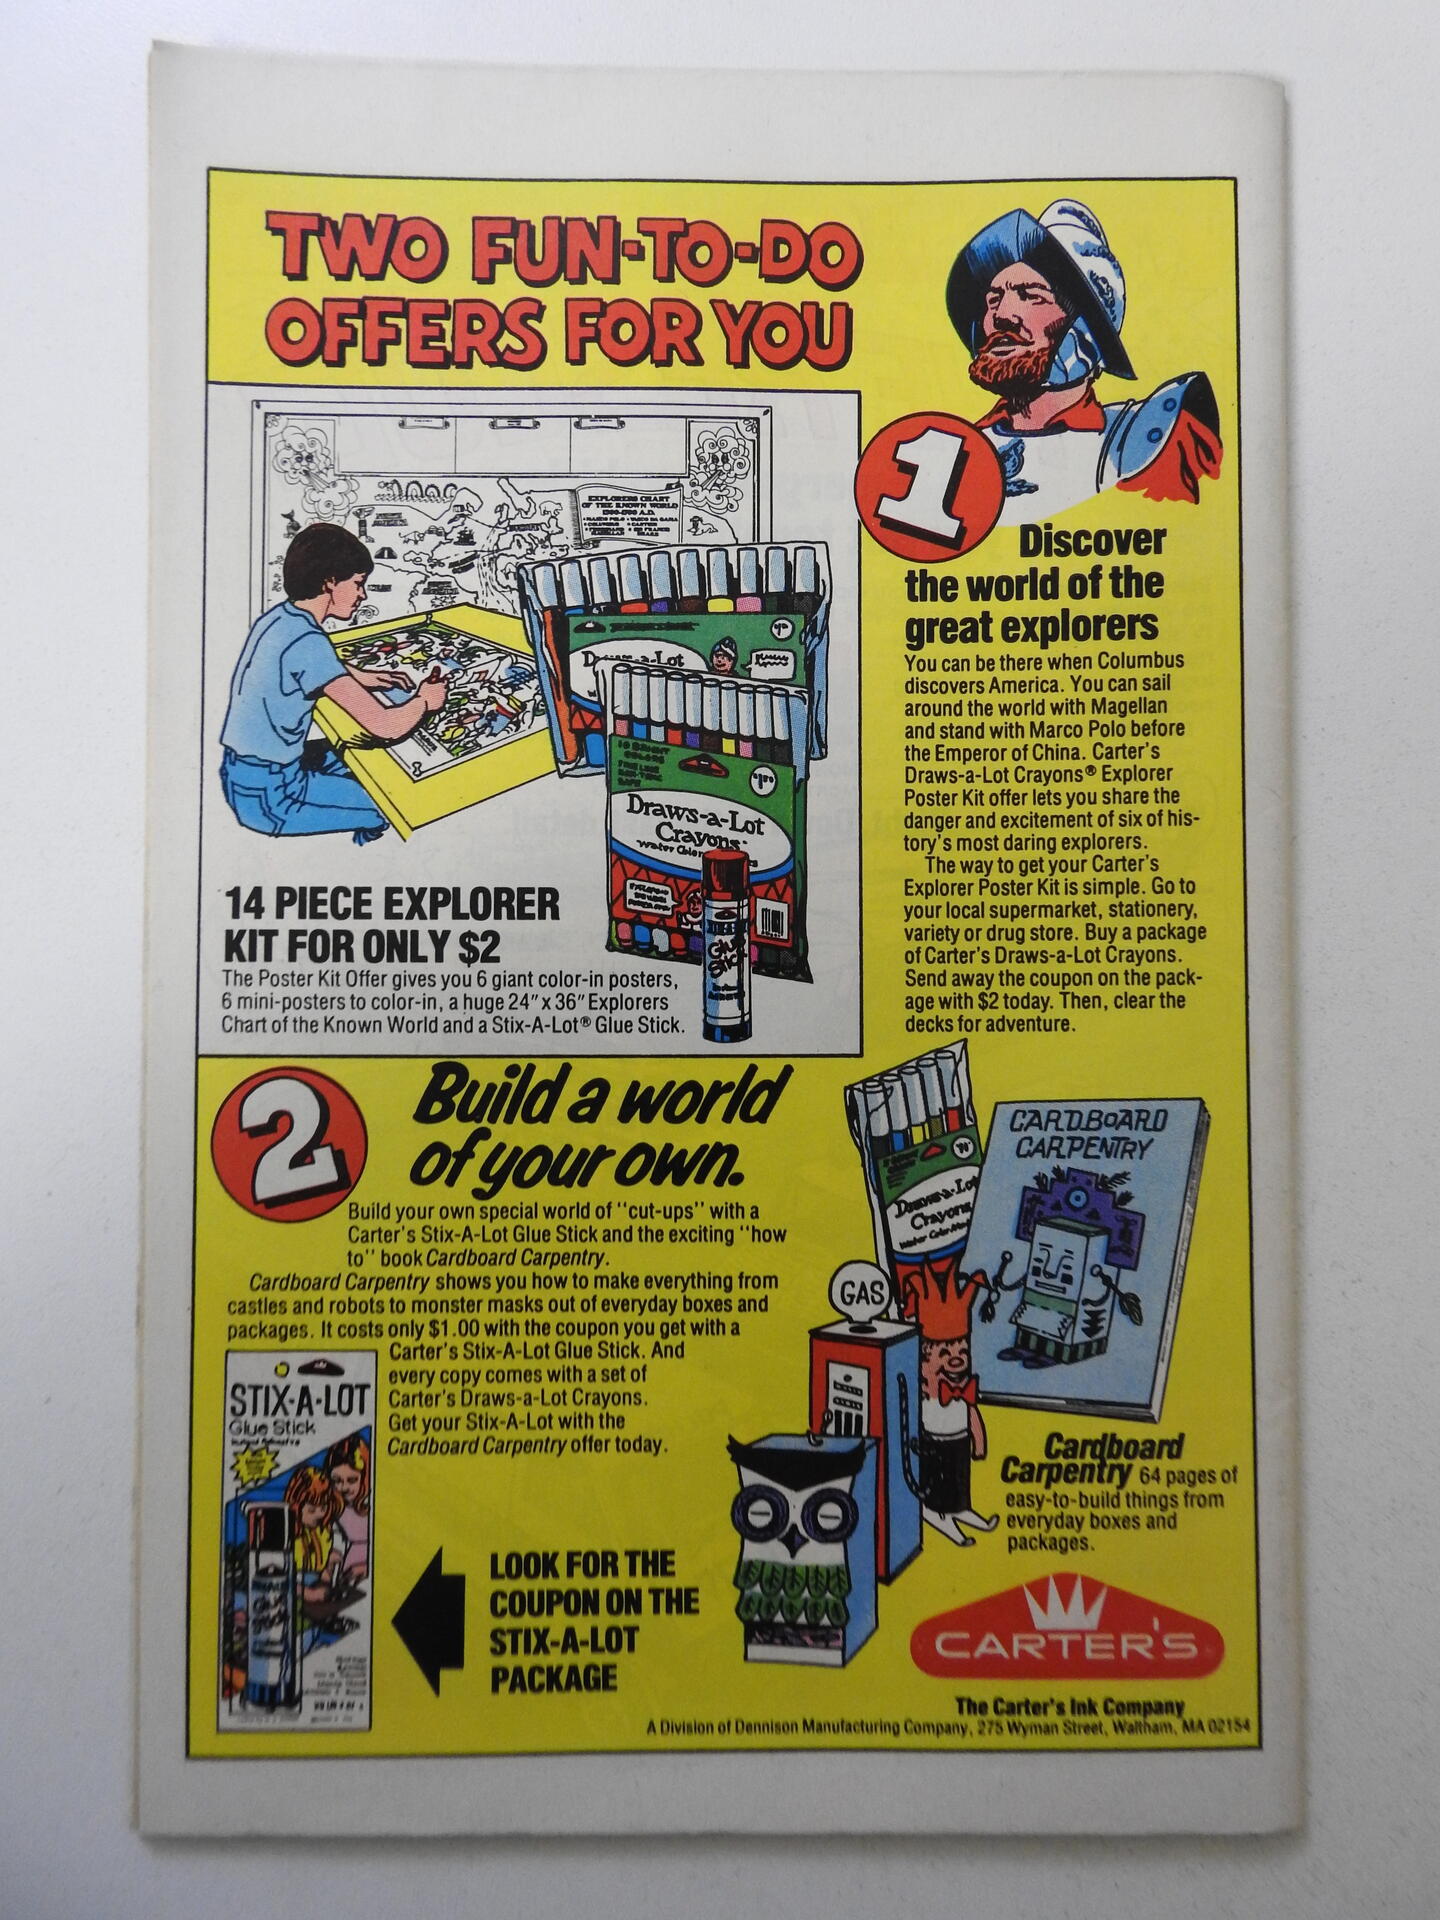 TWO FUN-TO-DO
OFFERS FOR YOU
EXPLORERS CHART
OF THE KNOWN WORLD
Draws-a-Lot
Draws-a-Lot
Crayons
Water Color
Glue
Stick
14 PIECE EXPLORER
KIT FOR ONLY $2
The Poster Kit Offer gives you 6 giant color-in posters,
6 mini-posters to color-in, a huge 24" x 36" Explorers
Chart of the Known World and a Stix-A-Lot® Glue Stick.
1
Discover
the world of the
great explorers
You can be there when Columbus
discovers America. You can sail
around the world with Magellan
and stand with Marco Polo before
the Emperor of China. Carter's
Draws-a-Lot Crayons® Explorer
Poster Kit offer lets you share the
danger and excitement of six of his-
tory's most daring explorers.
The way to get your Carter's
Explorer Poster Kit is simple. Go to
your local supermarket, stationery,
variety or drug store. Buy a package
of Carter's Draws-a-Lot Crayons.
Send away the coupon on the pack-
age with $2 today. Then, clear the
decks for adventure.
2
Build a world
of your own.
Build your own special world of "cut-ups" with a
Carter's Stix-A-Lot Glue Stick and the exciting "how
to" book Cardboard Carpentry.
Cardboard Carpentry shows you how to make everything from
castles and robots to monster masks out of everyday boxes and
packages. It costs only $1.00 with the coupon you get with a
Carter's Stix-A-Lot Glue Stick. And
every copy comes with a set of
Carter's Draws-a-Lot Crayons.
Get your Stix-A-Lot with the
Cardboard Carpentry offer today.
STIX-A-LOT
Glue Stick
LOOK FOR THE
COUPON ON THE
STIX-A-LOT
PACKAGE
Draws-a-Lot
Crayons
CARDBOARD
CARPENTRY
GAS
Cardboard
Carpentry 64 pages of
easy-to-build things from
everyday boxes and
packages.
CARTER'S
The Carter's Ink Company
A Division of Dennison Manufacturing Company, 275 Wyman Street, Waltham, MA 02154